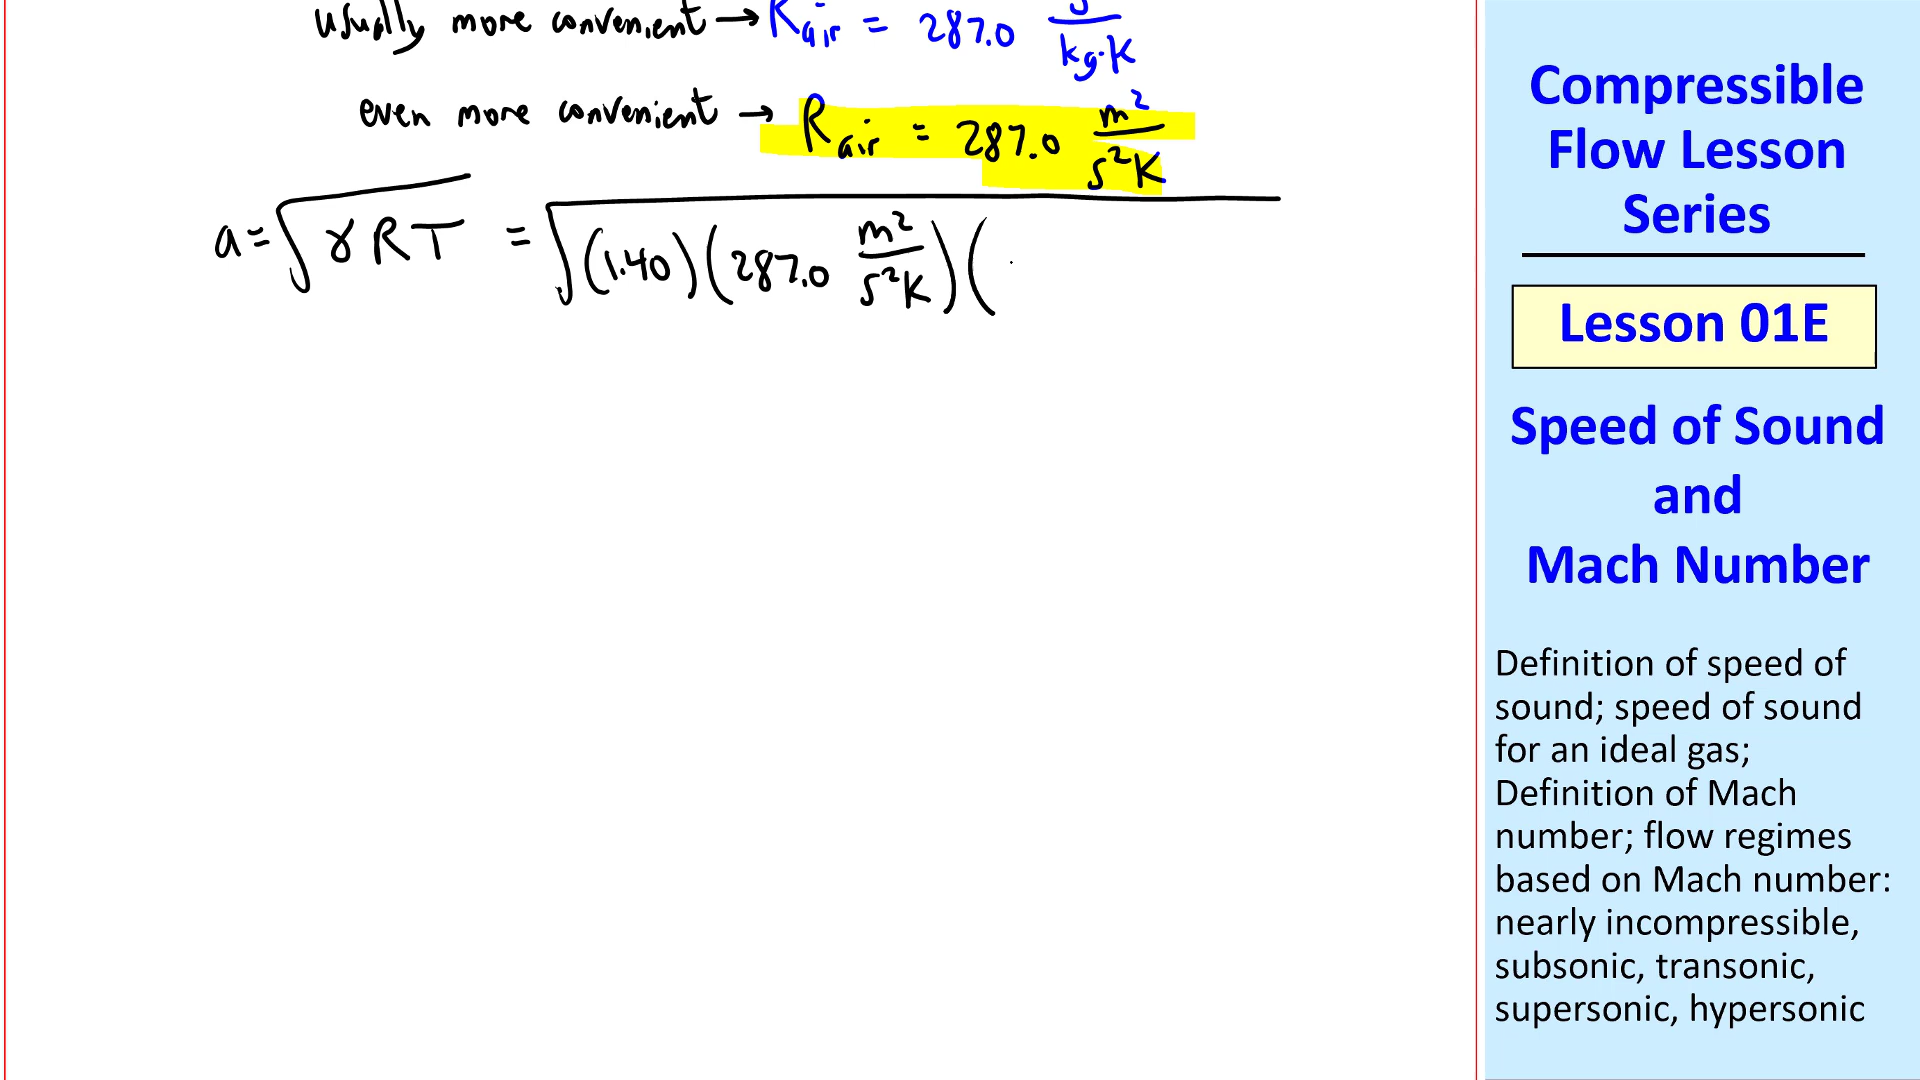 usually more convenient → R_air = 287.0 J/kg·K
even more convenient → R_air = 287.0 m²/s²K
a = √γRT = √(1.40)(287.0 m²/s²K)(
Compressible
Flow Lesson
Series
Lesson 01E
Speed of Sound
and
Mach Number
Definition of speed of
sound; speed of sound
for an ideal gas;
Definition of Mach
number; flow regimes
based on Mach number:
nearly incompressible,
subsonic, transonic,
supersonic, hypersonic